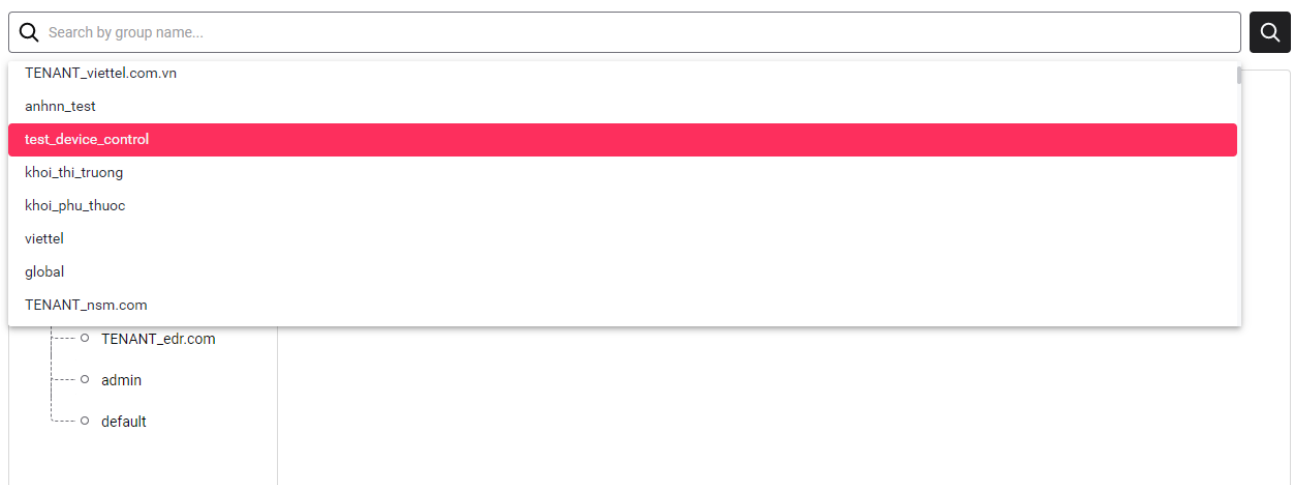 Search by group name...
TENANT_viettel.com.vn
anhnn_test
test_device_control
khoi_thi_truong
khoi_phu_thuoc
viettel
global
TENANT_nsm.com
TENANT_edr.com
admin
default